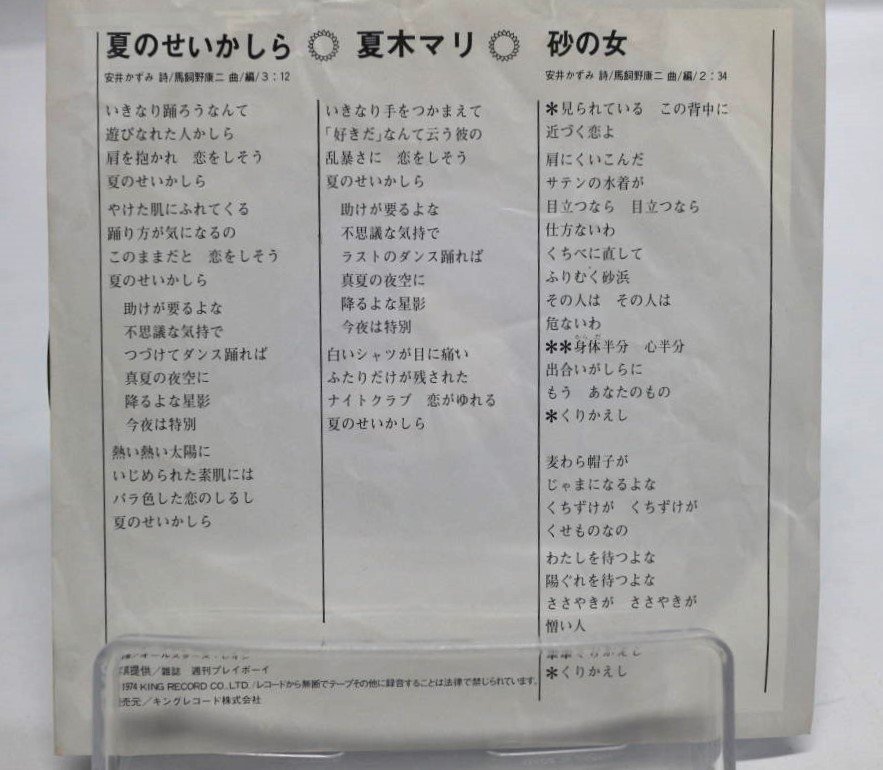 夏のせいかしら 夏木マリ 砂の女
安井かずみ 詩/馬飼野康二 曲/編/3:12
いきなり踊ろうなんて
遊びなれた人かしら
肩を抱かれ 恋をしそう
夏のせいかしら
やけた肌にふれてくる
踊り方が気になるの
このままだと 恋をしそう
夏のせいかしら
助けが要るよな
不思議な気持で
つづけてダンス踊れば
真夏の夜空に
降るよな星影
今夜は特別
熱い熱い太陽に
いじめられた素肌には
バラ色した恋のしるし
夏のせいかしら
いきなり手をつかまえて
「好きだ」なんて云う彼の
乱暴さに 恋をしそう
夏のせいかしら
助けが要るよな
不思議な気持で
ラストのダンス踊れば
真夏の夜空に
降るよな星影
今夜は特別
白いシャツが目に痛い
ふたりだけが残された
ナイトクラブ 恋がゆれる
夏のせいかしら
安井かずみ 詩/馬飼野康二 曲/編/2:34
＊見られている この背中に
近づく恋よ
肩にくいこんだ
サテンの水着が
目立つなら 目立つなら
仕方ないわ
くちべに直して
ふりむく砂浜
その人は その人は
危ないわ
＊＊身体半分 心半分
出合いがしらに
もう あなたのもの
＊くりかえし
麦わら帽子が
じゃまになるよな
くちずけが くちずけが
くせものなの
わたしを待つよな
陽ぐれを待つよな
ささやきが ささやきが
憎い人
＊＊くりかえし
＊くりかえし
提供/雑誌 週刊プレイボーイ
1974 KING RECORD CO., LTD./レコードから無断でテープその他に録音することは法律で禁じられています。
売元/キングレコード株式会社